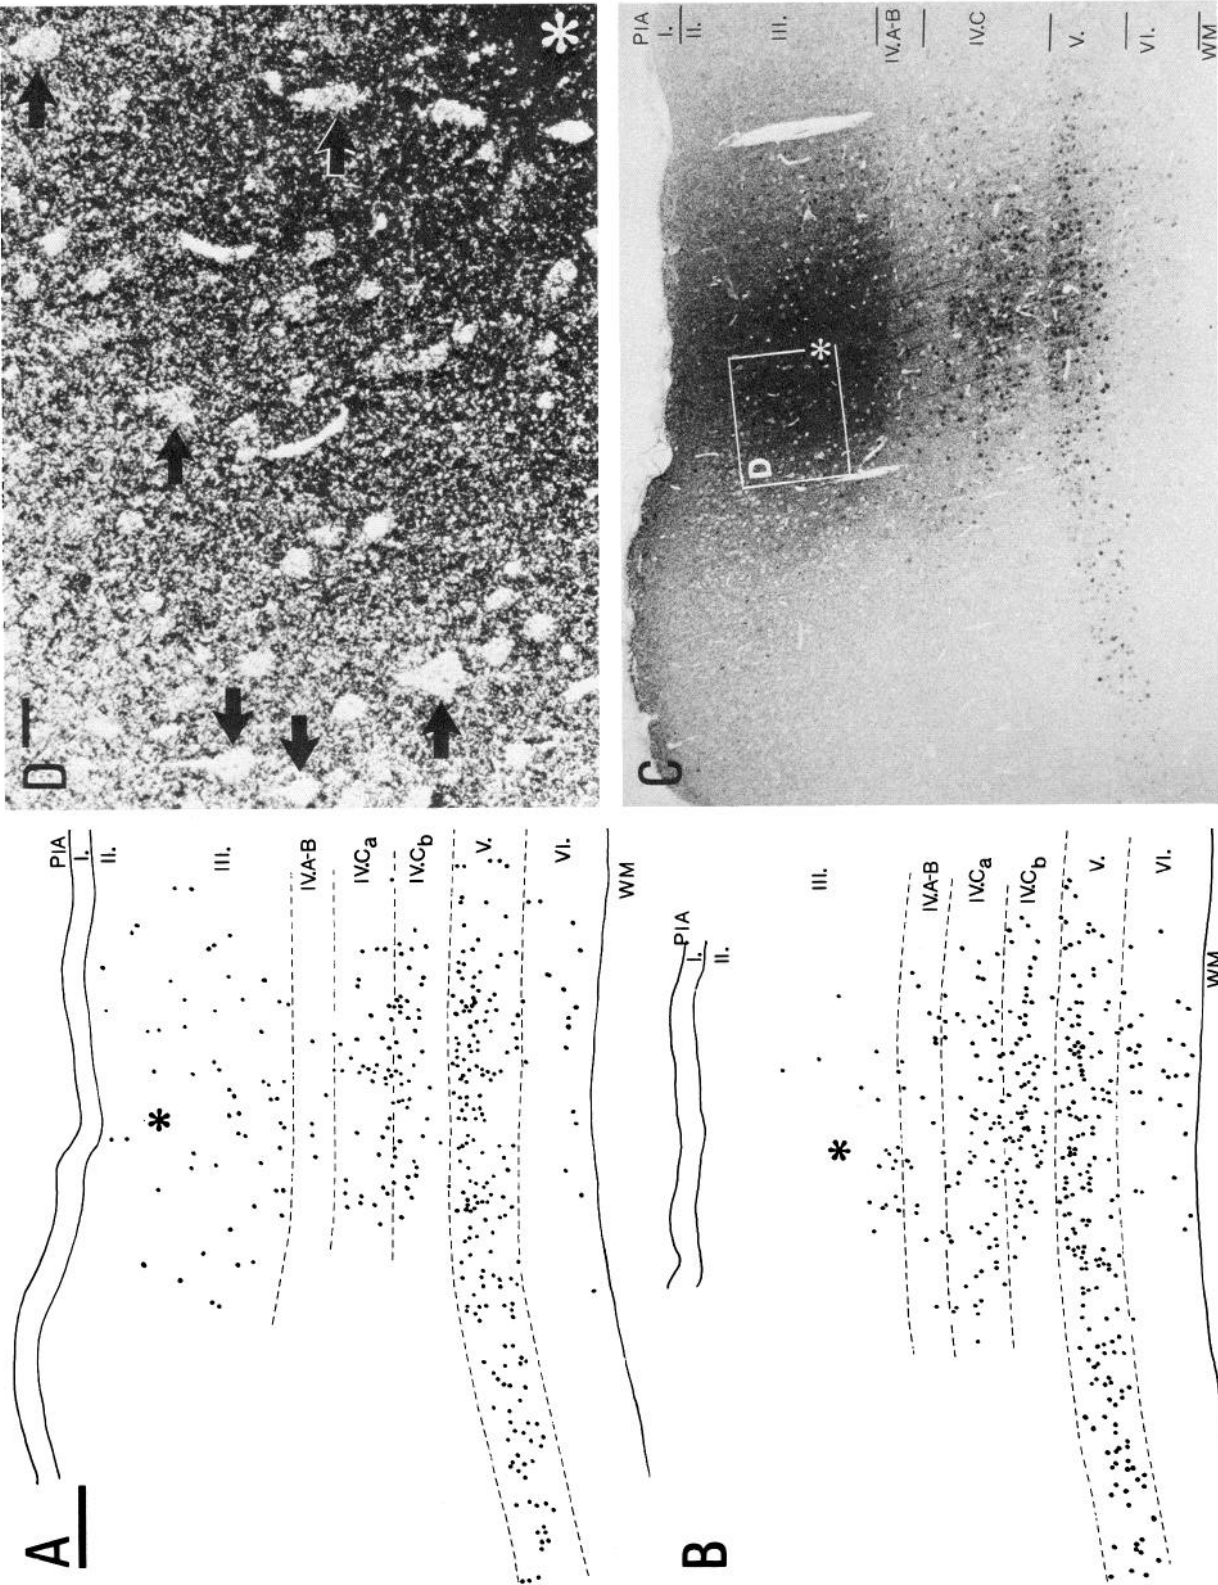 D
*
PIA
I.
II.
III.
IV.A-B
IV.C
V.
VI.
WM
D
*
C
A
PIA
I.
II.
III.
IV.A-B
IV.Ca
IV.Cb
V.
VI.
WM
*
B
PIA
I.
II.
III.
IV.A-B
IV.Ca
IV.Cb
V.
VI.
WM
*